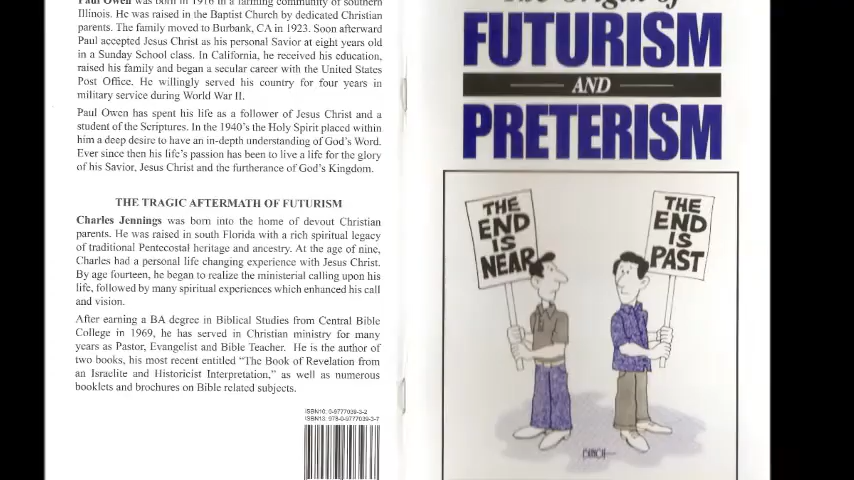 Paul Owen was born in 1916 in a farming community of southern
Illinois. He was raised in the Baptist Church by dedicated Christian
parents. The family moved to Burbank, CA in 1923. Soon afterward
Paul accepted Jesus Christ as his personal Savior at eight years old
in a Sunday School class. In California, he received his education,
raised his family and began a secular career with the United States
Post Office. He willingly served his country for four years in
military service during World War II.
Paul Owen has spent his life as a follower of Jesus Christ and a
student of the Scriptures. In the 1940's the Holy Spirit placed within
him a deep desire to have an in-depth understanding of God's Word.
Ever since then his life's passion has been to live a life for the glory
of his Savior, Jesus Christ and the furtherance of God's Kingdom.
THE TRAGIC AFTERMATH OF FUTURISM
Charles Jennings was born into the home of devout Christian
parents. He was raised in south Florida with a rich spiritual legacy
of traditional Pentecostal heritage and ancestry. At the age of nine,
Charles had a personal life changing experience with Jesus Christ.
By age fourteen, he began to realize the ministerial calling upon his
life, followed by many spiritual experiences which enhanced his call
and vision.
After earning a BA degree in Biblical Studies from Central Bible
College in 1969, he has served in Christian ministry for many
years as Pastor, Evangelist and Bible Teacher. He is the author of
two books, his most recent entitled “The Book of Revelation from
an Israelite and Historicist Interpretation,” as well as numerous
booklets and brochures on Bible related subjects.
ISBN10, 0-9777039-3-2
ISBN13, 978-0-9777039-3-7
The Origin of
FUTURISM
AND
PRETERISM
THE
END
IS
NEAR
THE
END
IS
PAST